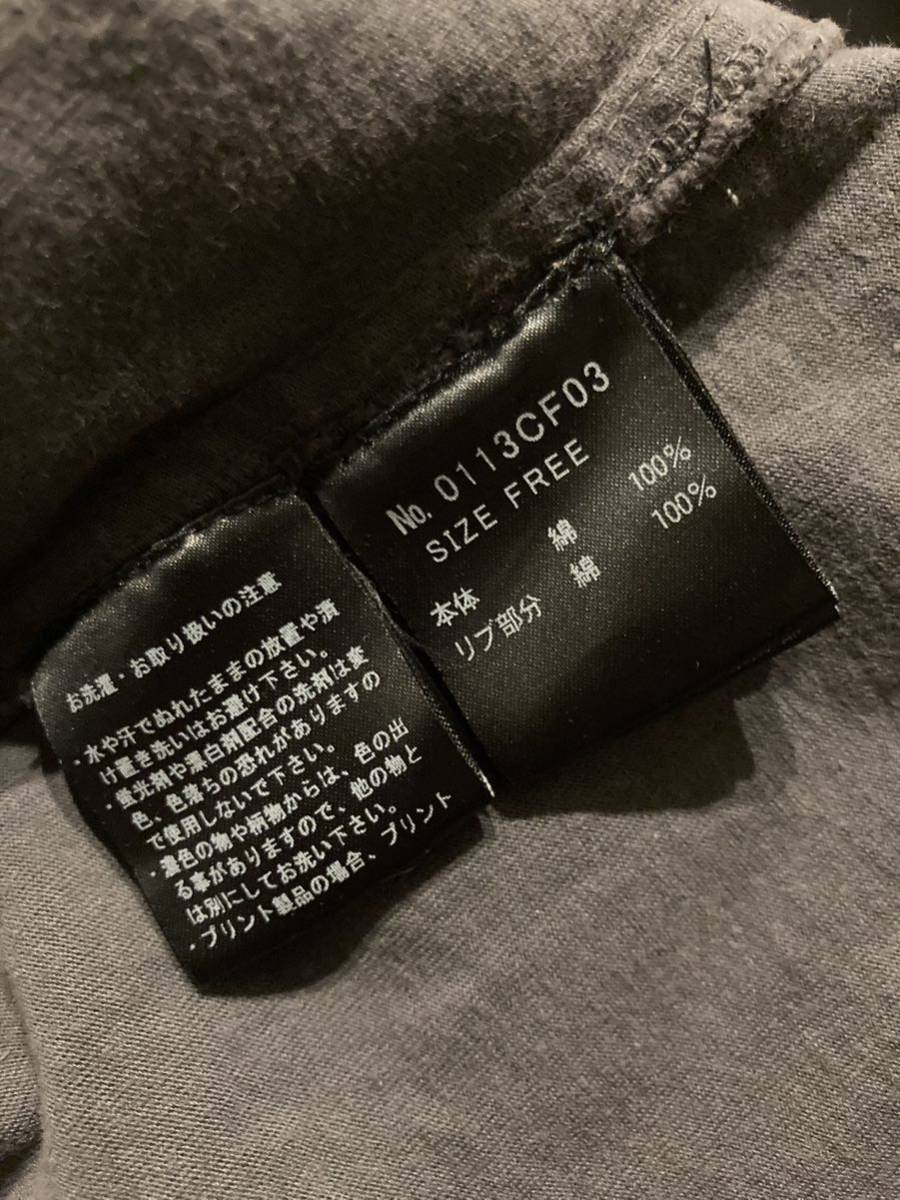 No. 0113CF03
SIZE FREE
本体 綿 100%
リブ部分 綿 100%
お洗濯・お取り扱いの注意
・水や汗でぬれたままの放置や漬
け置き洗いはお避け下さい。
・蛍光剤や漂白剤配合の洗剤は変
色、色落ちの恐れがありますの
で使用しないで下さい。
・濃色の物や柄物からは、色の出
る事がありますので、他の物と
は別にしてお洗い下さい。
・プリント製品の場合、プリント